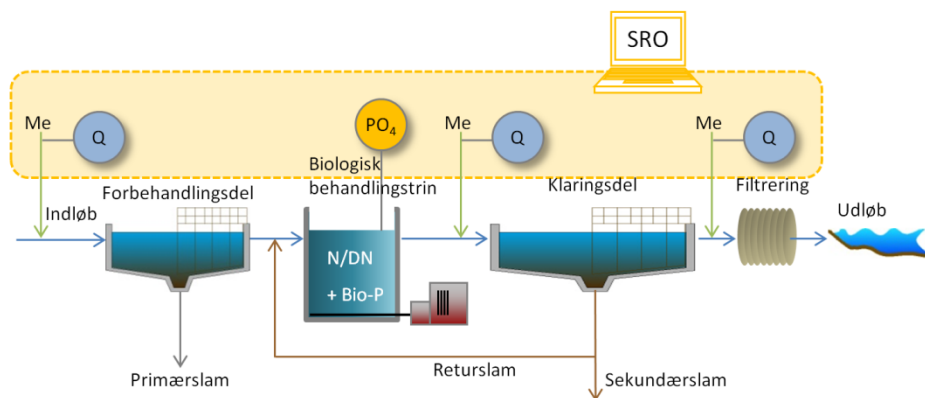 SRO
Me
Q
PO₄
Me
Q
Me
Q
Biologisk
behandlingstrin
Forbehandlingsdel
Klaringsdel
Filtrering
Indløb
Udløb
N/DN
+ Bio-P
Primærslam
Returslam
Sekundærslam